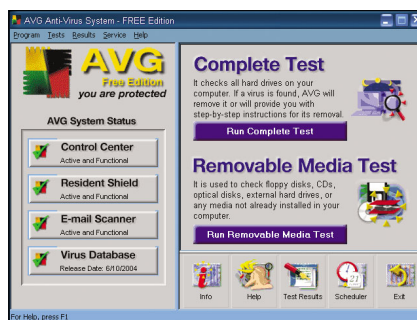 AVG Anti-Virus System - FREE Edition
Program Tests Results Service Help
AVG
Free Edition
you are protected
AVG System Status
Control Center
Active and Functional
Resident Shield
Active and Functional
E-mail Scanner
Active and Functional
Virus Database
Release Date: 6/10/2004
Complete Test
It checks all hard drives on your
computer. If a virus is found, AVG will
remove it or will provide you with
step-by-step instructions for its removal.
Run Complete Test
Removable Media Test
It is used to check floppy disks, CDs,
optical disks, external hard drives, or
any media not already installed in your
computer.
Run Removable Media Test
Info Help Test Results Scheduler Exit
For Help, press F1